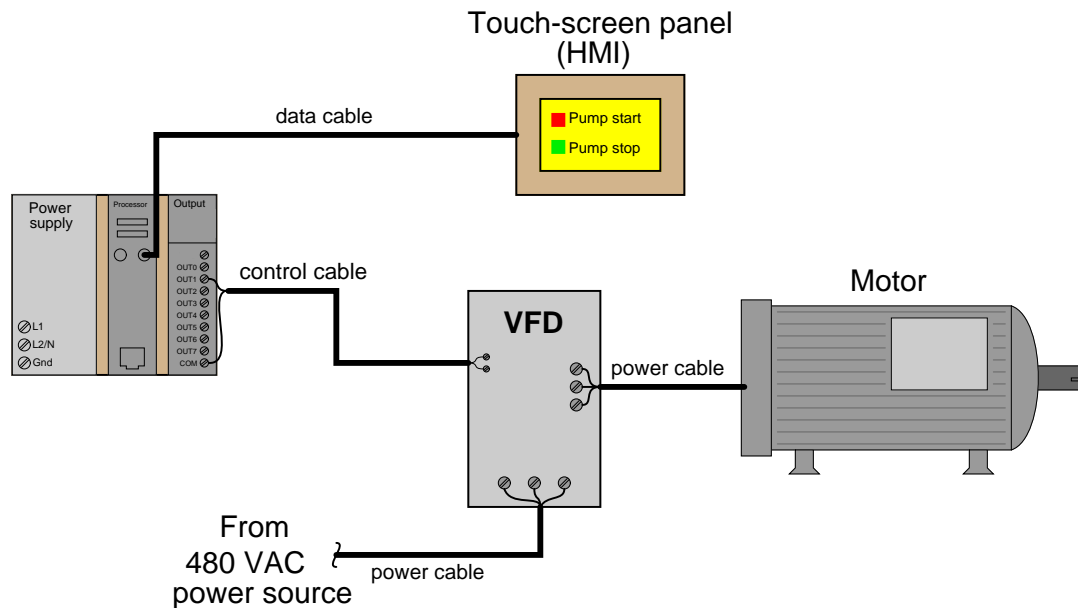 Touch-screen panel
(HMI)
Pump start
Pump stop
data cable
Power
supply
Processor
Output
L1
L2/N
Gnd
OUT0
OUT1
OUT2
OUT3
OUT4
OUT5
OUT6
OUT7
COM
control cable
VFD
power cable
Motor
From
480 VAC
power source
power cable